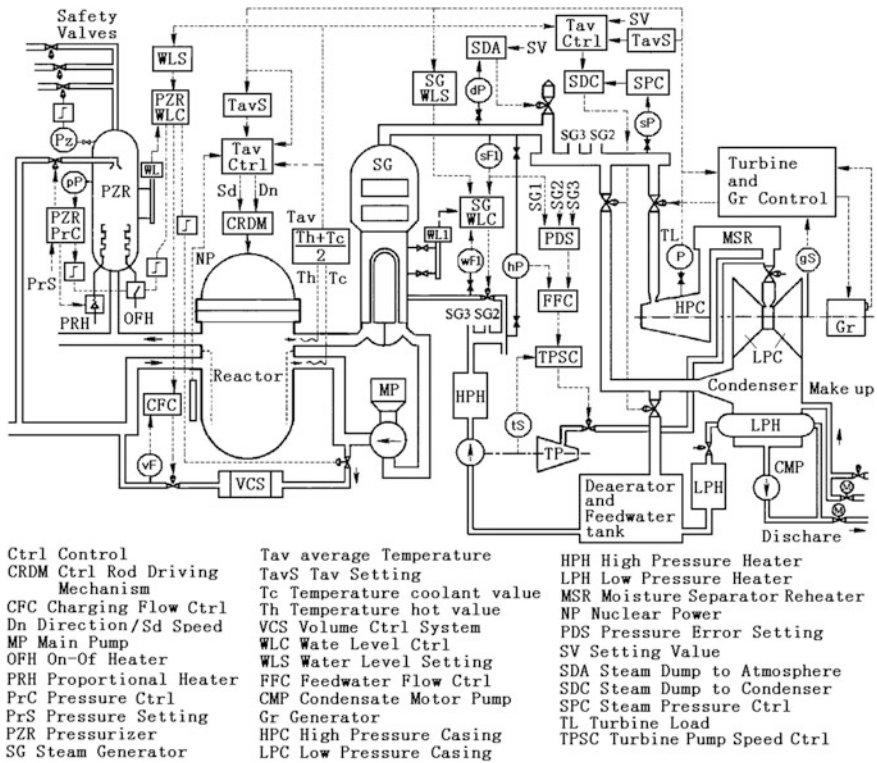 Safety
Valves
WLS
PZR
WLC
TavS
Tav
Ctrl
Sd
Dn
CRDM
Pz
pP
PZR
WL
PZR
PrC
PrS
PRH
OFH
NP
Tav
Th+Tc
2
Th
Tc
Reactor
CFC
vF
VCS
MP
SG
SG
WLS
SDA
SV
dP
sF1
SG
WLC
WL1
wF1
hP
SG3
SG2
HPH
SG1
SG2
SG3
PDS
FFC
TPSC
tS
TP
Tav
Ctrl
SV
TavS
SDC
SPC
sP
SG3
SG2
Turbine
and
Gr Control
TL
P
MSR
gS
HPC
LPC
Gr
Condenser
Make up
LPH
CMP
LPH
M
M
Deaerator
and
Feedwater
tank
Dischare
Ctrl Control
CRDM Ctrl Rod Driving
Mechanism
CFC Charging Flow Ctrl
Dn Direction/Sd Speed
MP Main Pump
OFH On-Of Heater
PRH Proportional Heater
PrC Pressure Ctrl
PrS Pressure Setting
PZR Pressurizer
SG Steam Generator
Tav average Temperature
TavS Tav Setting
Tc Temperature coolant value
Th Temperature hot value
VCS Volume Ctrl System
WLC Wate Level Ctrl
WLS Water Level Setting
FFC Feedwater Flow Ctrl
CMP Condensate Motor Pump
Gr Generator
HPC High Pressure Casing
LPC Low Pressure Casing
HPH High Pressure Heater
LPH Low Pressure Heater
MSR Moisture Separator Reheater
NP Nuclear Power
PDS Pressure Error Setting
SV Setting Value
SDA Steam Dump to Atmosphere
SDC Steam Dump to Condenser
SPC Steam Pressure Ctrl
TL Turbine Load
TPSC Turbine Pump Speed Ctrl